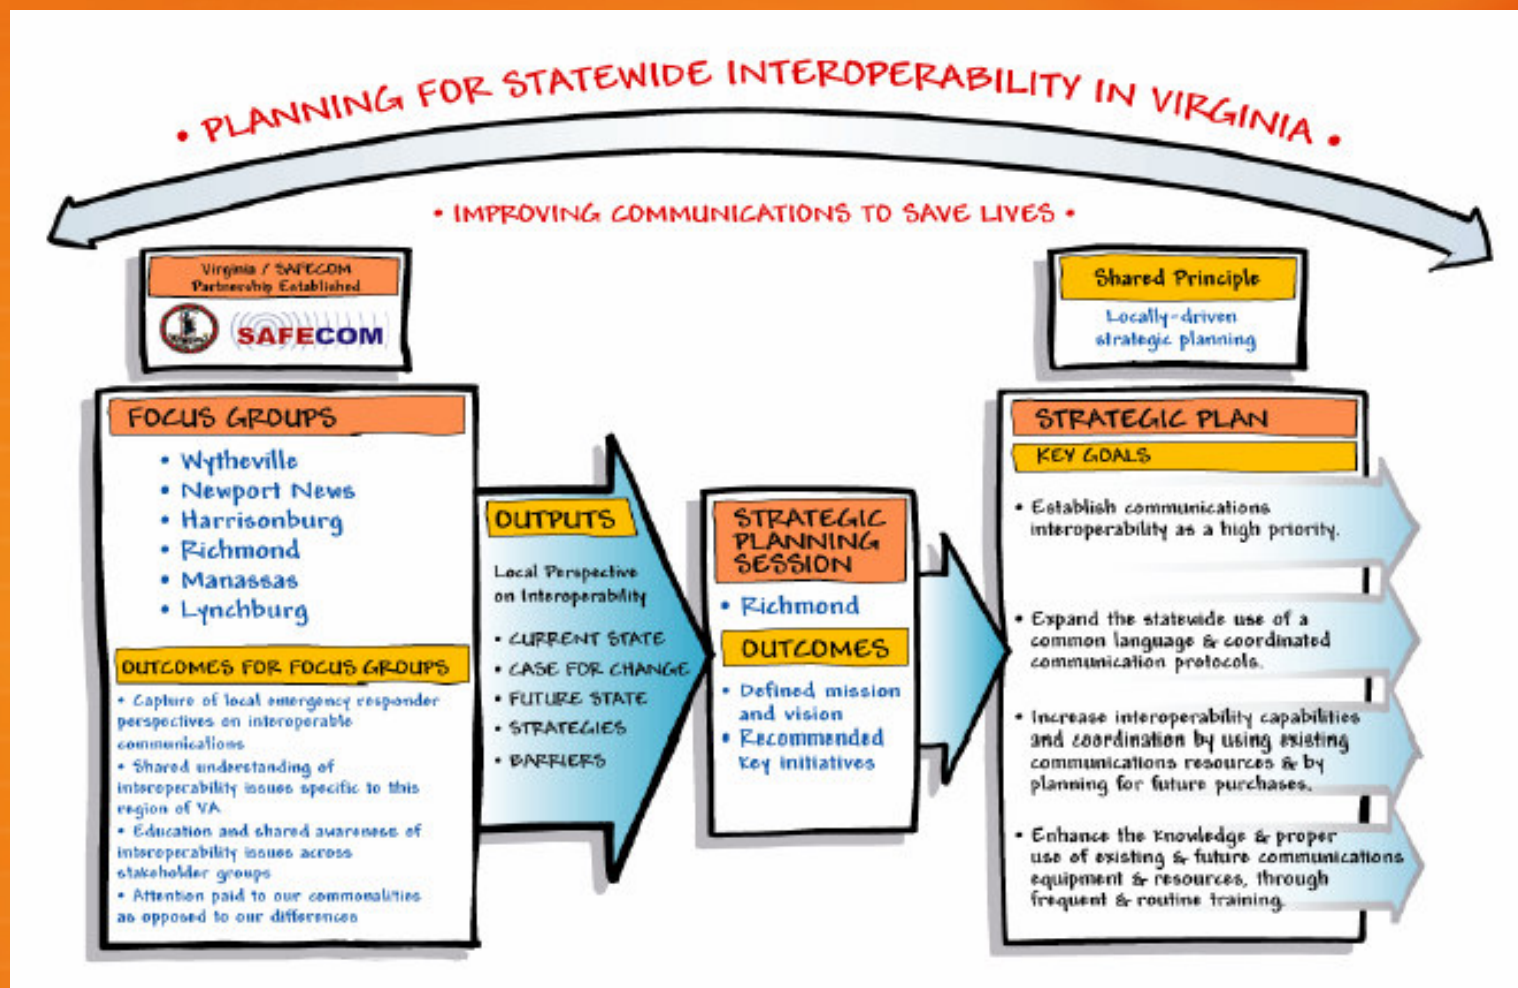 • PLANNING FOR STATEWIDE INTEROPERABILITY IN VIRGINIA •
• IMPROVING COMMUNICATIONS TO SAVE LIVES •
Virginia / SAFECOM
Partnership Established
SAFECOM
FOCUS GROUPS
• Wytheville
• Newport News
• Harrisonburg
• Richmond
• Manassas
• Lynchburg
OUTCOMES FOR FOCUS GROUPS
• Capture of local emergency responder
perspectives on interoperable
communications
• Shared understanding of
interoperability issues specific to this
region of VA
• Education and shared awareness of
interoperability issues across
stakeholder groups
• Attention paid to our commonalities
as opposed to our differences
OUTPUTS
Local Perspective
on Interoperability
• CURRENT STATE
• CASE FOR CHANGE
• FUTURE STATE
• STRATEGIES
• BARRIERS
STRATEGIC
PLANNING
SESSION
• Richmond
OUTCOMES
• Defined mission
and vision
• Recommended
Key initiatives
Shared Principle
Locally-driven
strategic planning
STRATEGIC PLAN
KEY GOALS
• Establish communications
interoperability as a high priority.
• Expand the statewide use of a
common language & coordinated
communication protocols.
• Increase interoperability capabilities
and coordination by using existing
communications resources & by
planning for future purchases.
• Enhance the Knowledge & proper
use of existing & future communications
equipment & resources, through
frequent & routine training.